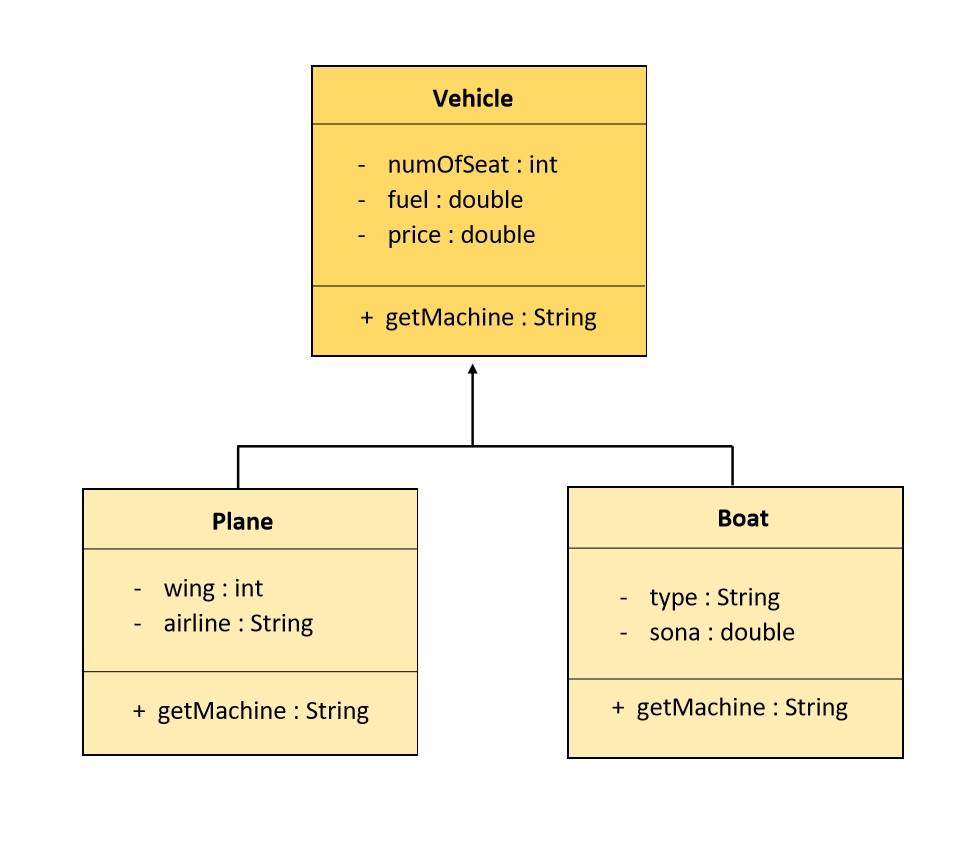 Vehicle
- numOfSeat : int
- fuel : double
- price : double
+ getMachine : String
Plane
- wing : int
- airline : String
+ getMachine : String
Boat
- type : String
- sona : double
+ getMachine : String